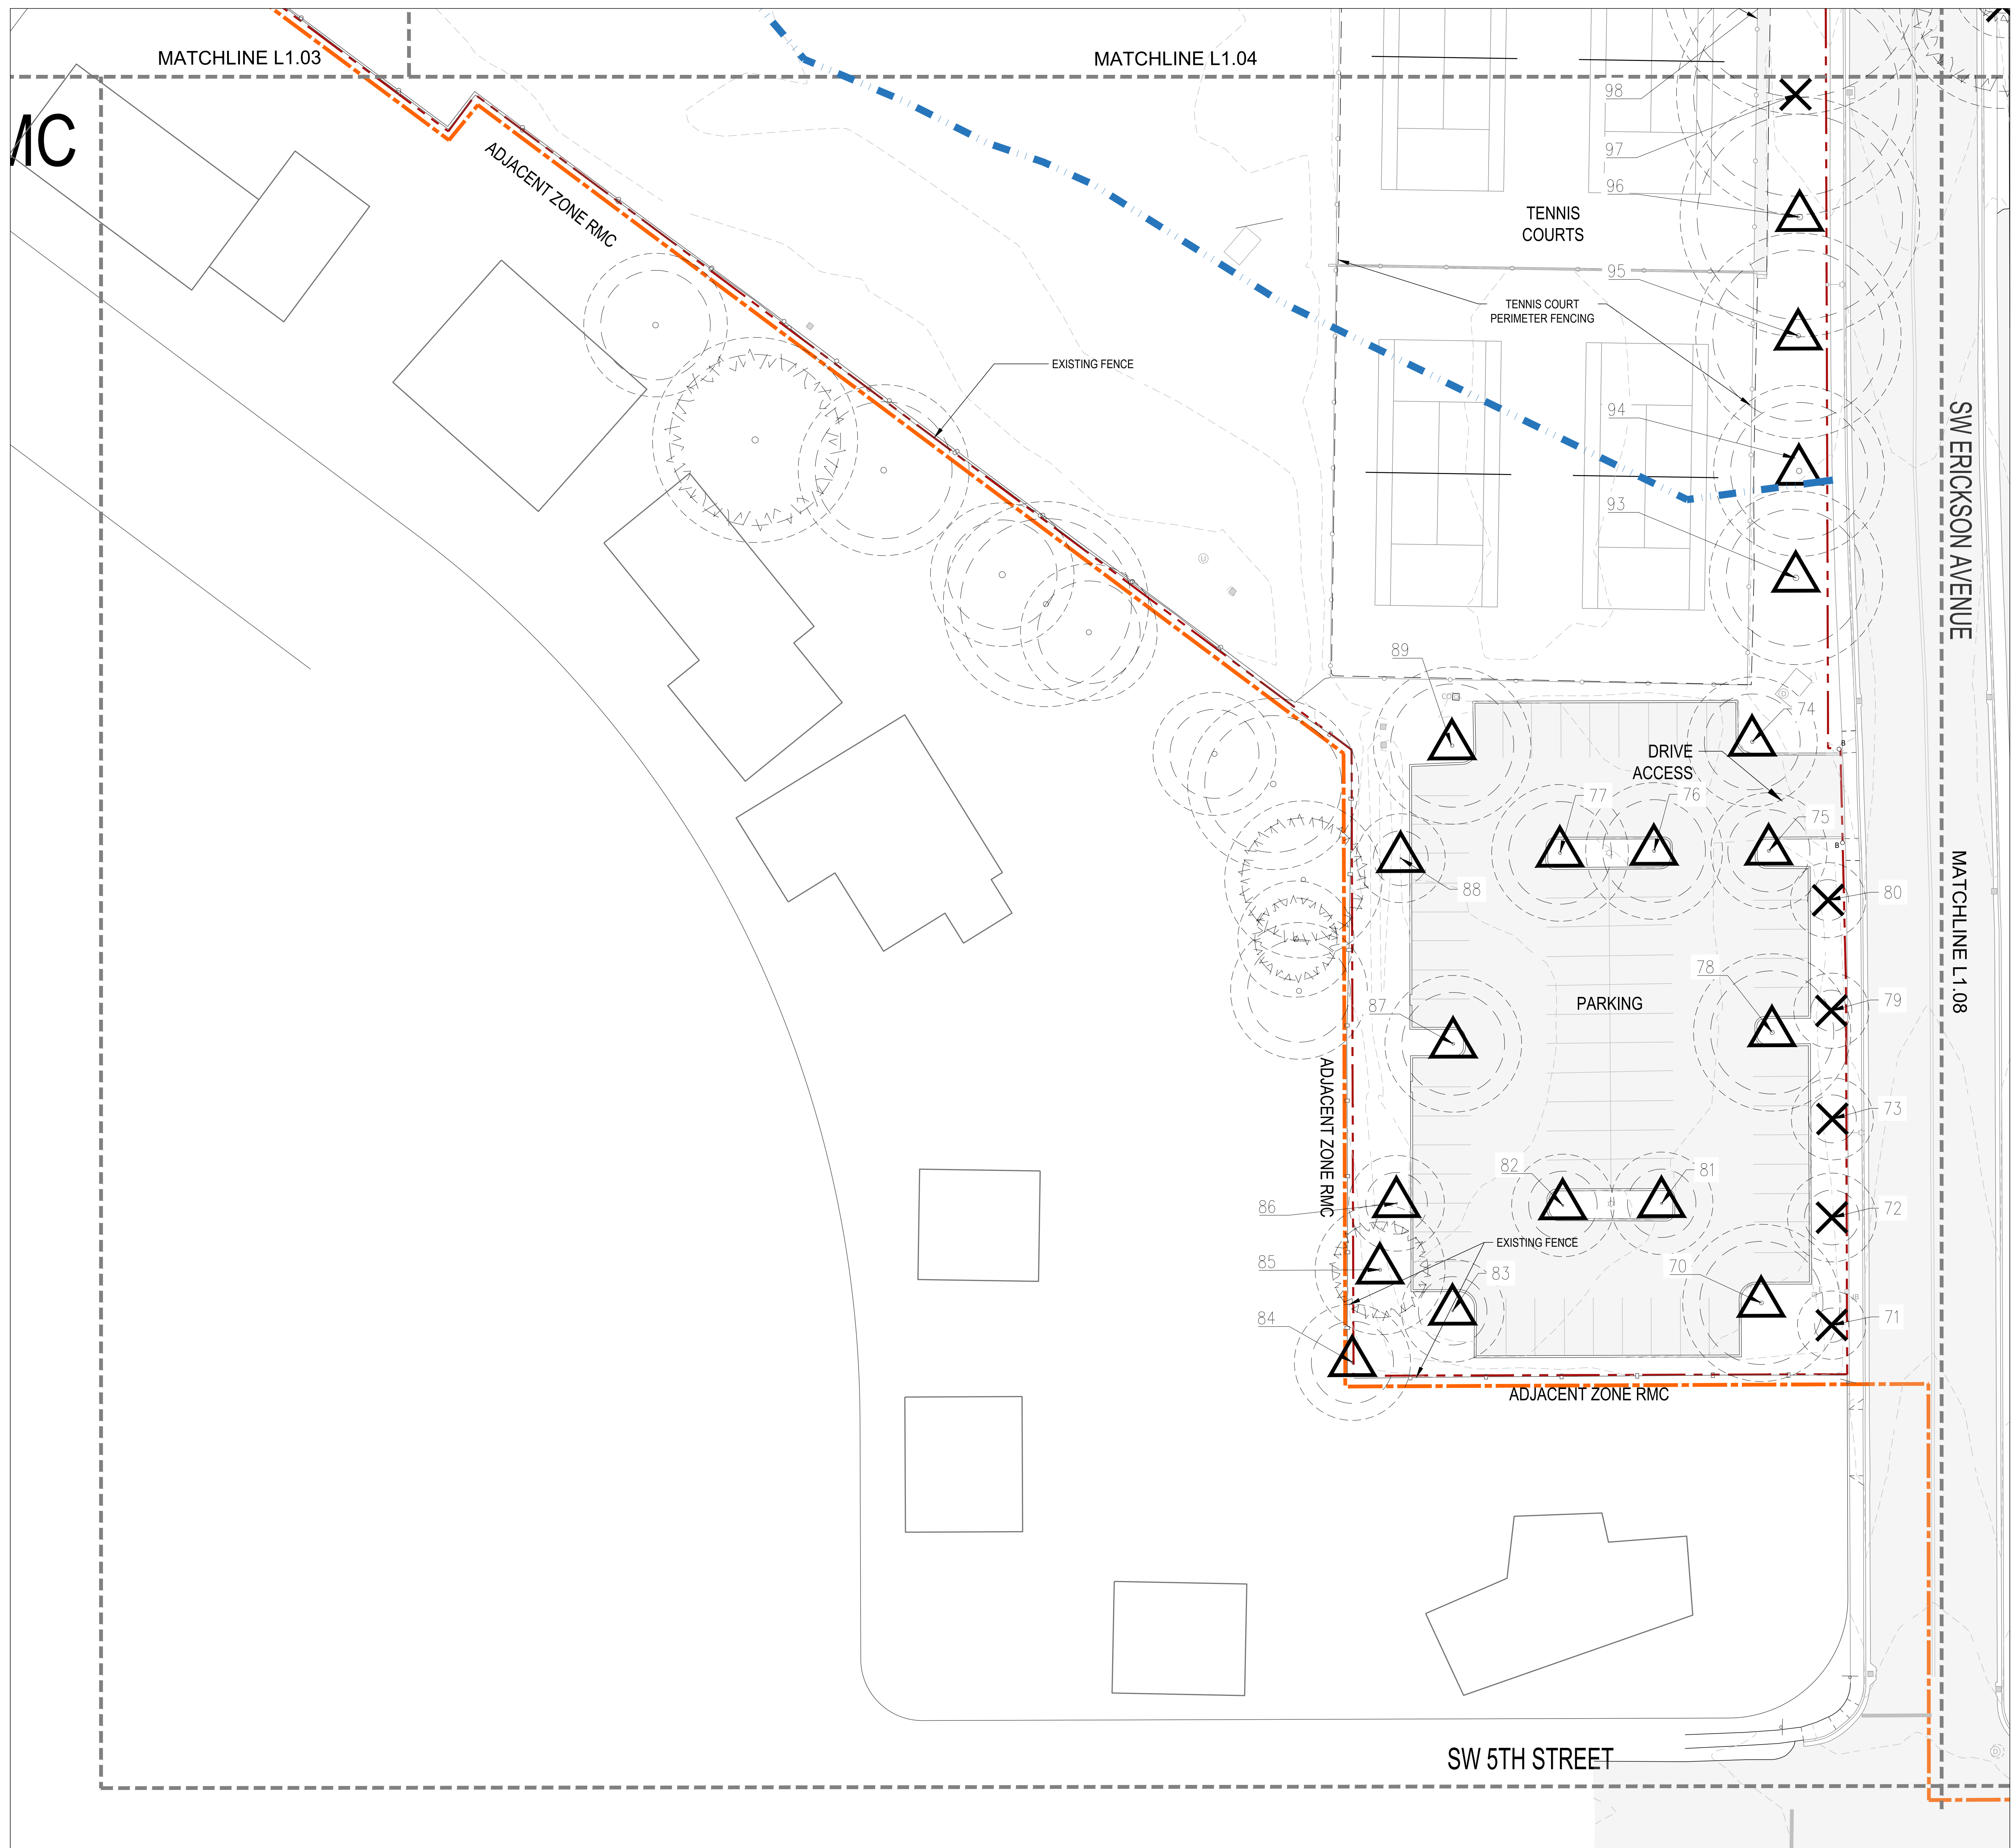 MATCHLINE L1.03
MATCHLINE L1.04
MC
ADJACENT ZONE RMC
98
97
96
TENNIS
COURTS
95
TENNIS COURT
PERIMETER FENCING
EXISTING FENCE
94
93
SW ERICKSON AVENUE
89
CO
D
U
74
DRIVE
ACCESS
B
77
76
75
B
88
80
MATCHLINE L1.08
78
79
PARKING
87
73
ADJACENT ZONE RMC
82
81
86
72
EXISTING FENCE
85
83
70
84
71
ADJACENT ZONE RMC
SW 5TH STREET
D